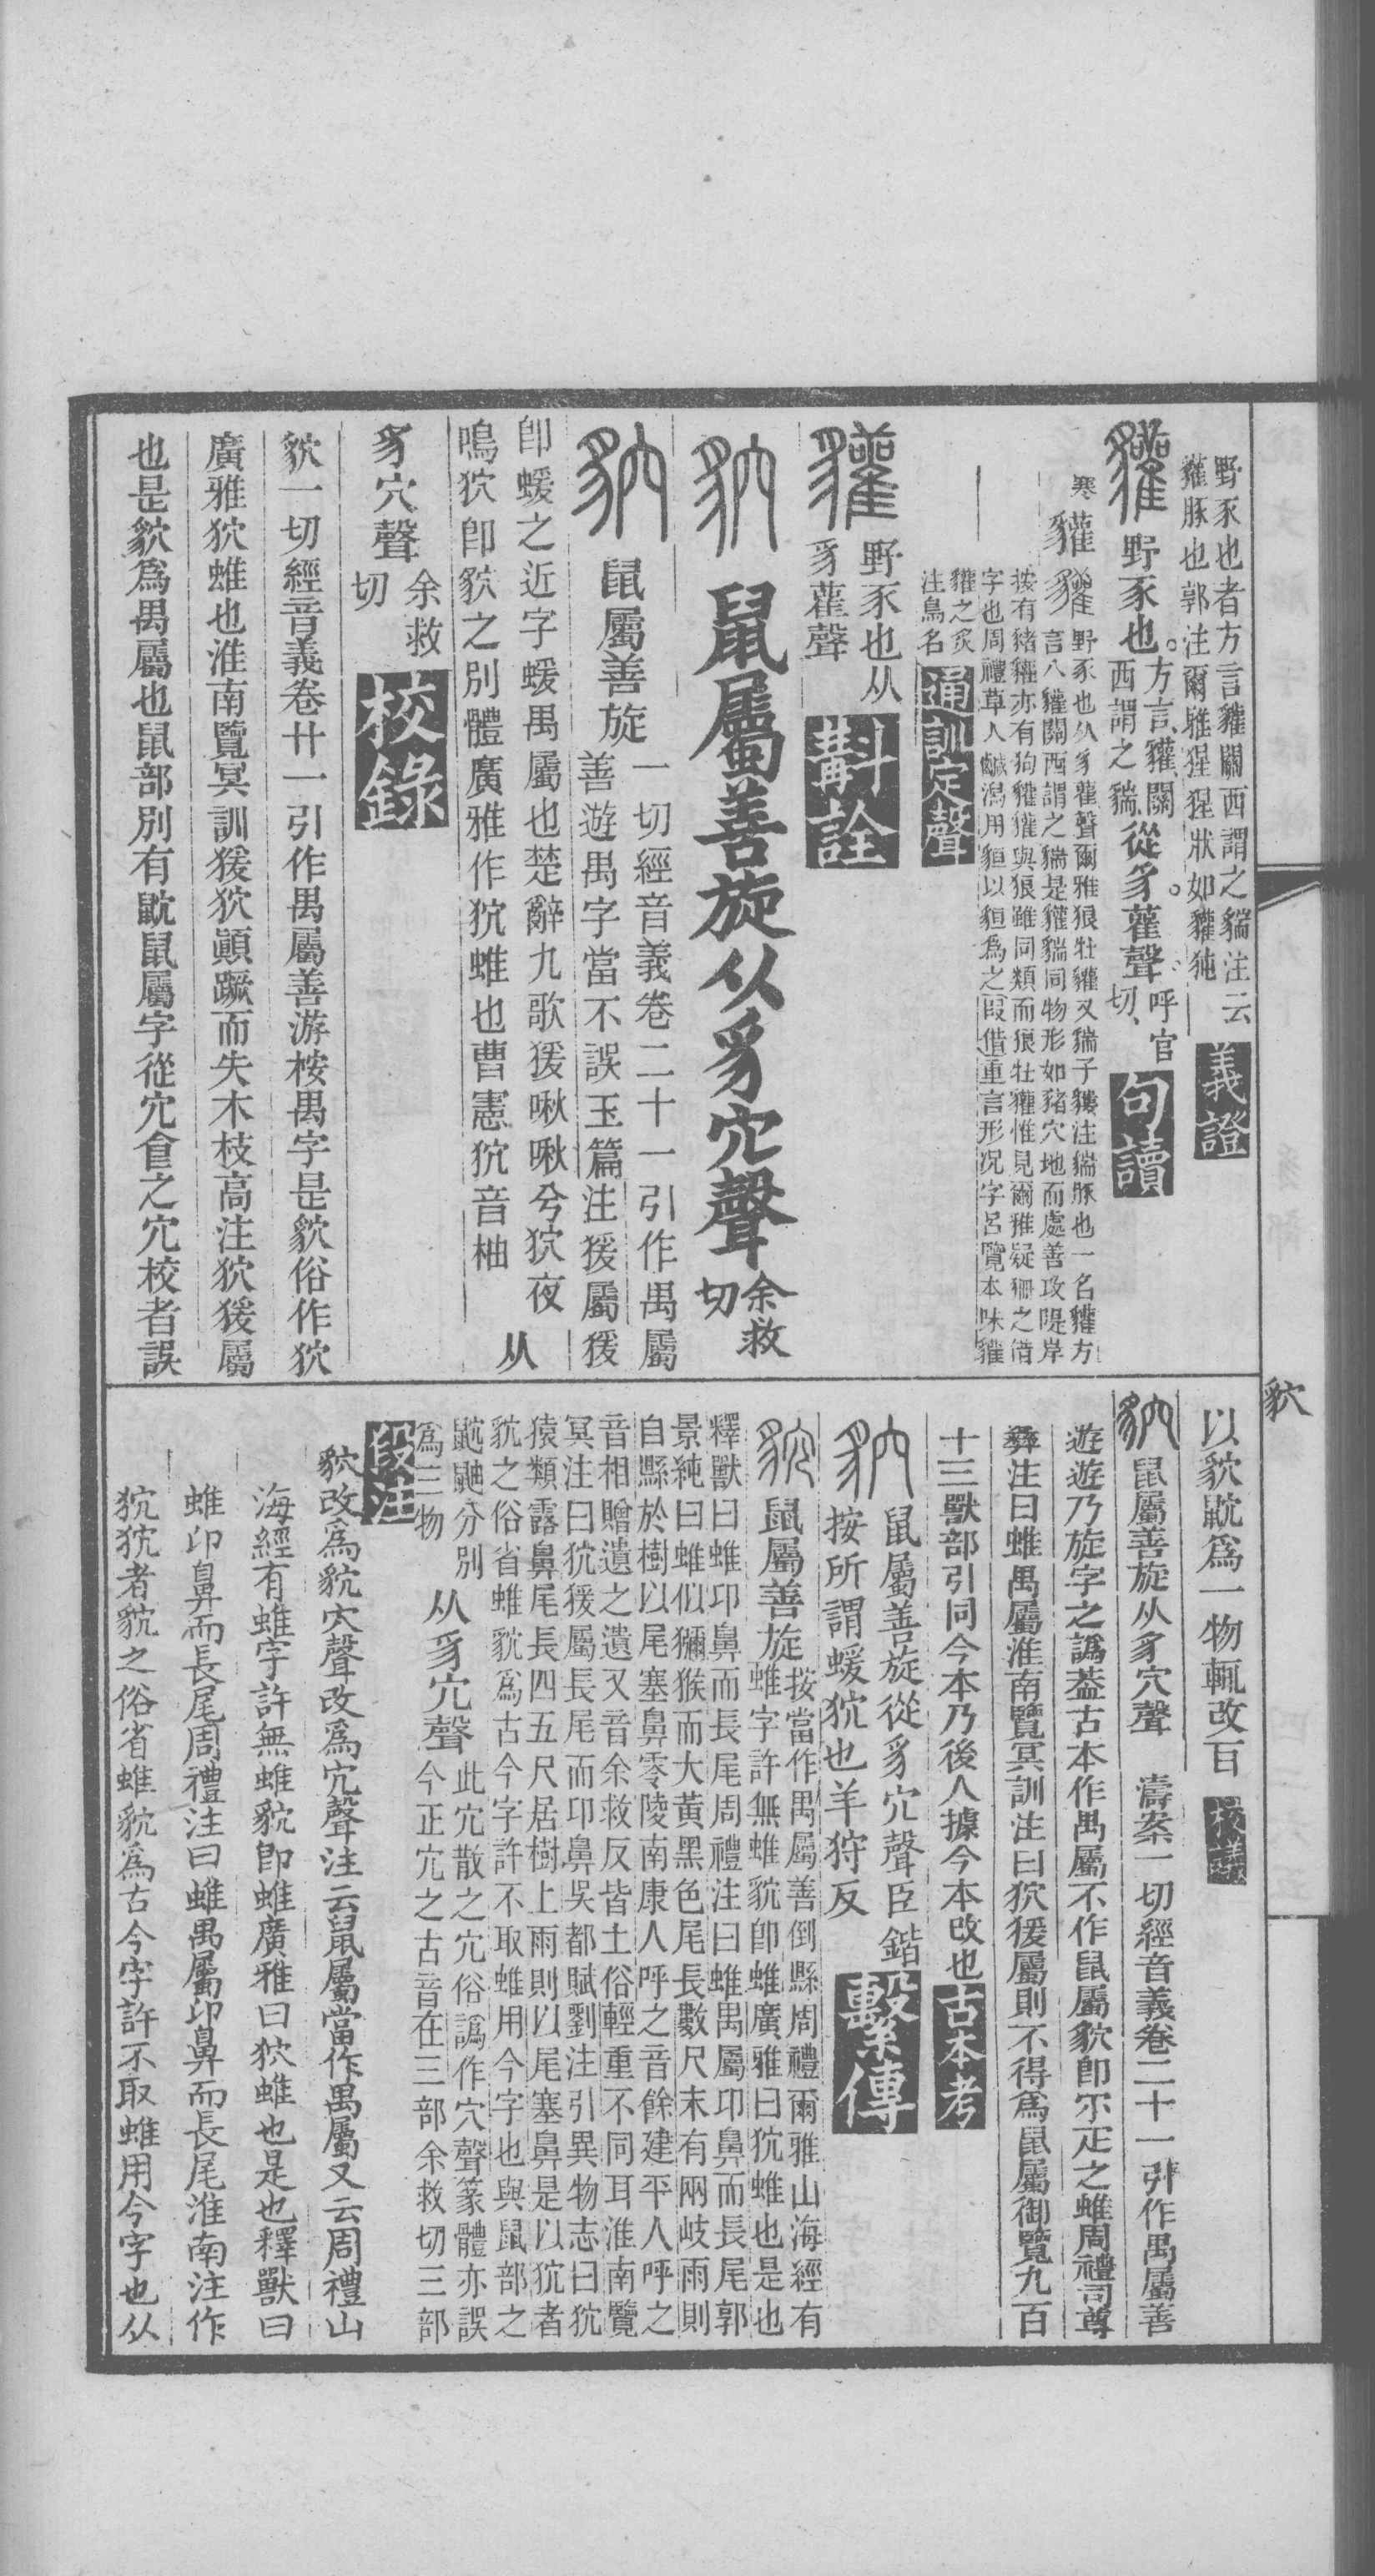 野豕也者方言貛關西謂之貒注云
貛豚也郭注爾雅猩猩狀如貛㹠
義證
貛
野豕也。
方言、貛、關
西謂之貒、
從豸雚聲。
呼官
切、
句讀
寒
貛
貛
野豕也从豸雚聲爾雅狼牡貛又貒子貗注貒豚也一名貛方
言八貛關西謂之貒是貛貒同物形如豬穴地而處善攻隄岸
按有豬貛亦有狗貛貛與狼雖同類而狼牡貛惟見爾雅疑狟之借
字也周禮草人鹹潟用貆以貆爲之叚借重言形况字呂覽本味貛
貛之炙
注鳥名
通訓定聲
貛
野豕也从
豸雚聲
斠詮
貁
鼠屬善旋从豸穴聲
余救
切
貁
鼠屬善旋
一切經音義卷二十一引作禺屬
善遊禺字當不誤玉篇注猨屬猨
卽蝯之近字蝯禺屬也楚辭九歌猨啾啾兮狖夜
鳴狖卽貁之別體廣雅作狖蜼也曹憲狖音柚
从
豸穴聲
余救
切
校錄
貁一切經音義卷廿一引作禺屬善游桉禺字是貁俗作狖
廣雅狖蜼也淮南覽冥訓猨狖顚蹶而失木枝高注狖猨屬
也是貁爲禺屬也鼠部別有鼿鼠屬字從宂會之宂校者誤
貁
以貁鼿爲一物輒改百
校議
貁
鼠屬善旋从豸穴聲
濤案一切經音義卷二十一引作禺屬善
遊遊乃旋字之譌葢古本作禺屬不作鼠屬貁卽尒疋之蜼周禮司尊
彝注曰蜼禺屬淮南覽冥訓注曰狖猨屬則不得爲鼠屬御覽九百
十三獸部引同今本乃後人據今本改也
古本考
貁
鼠屬善旋從豸穴聲臣鍇
按所謂蝯狖也羊狩反
繫傳
貁
鼠屬善旋
按當作禺屬善倒縣周禮爾雅山海經有
蜼字許無蜼貁卽蜼廣雅曰狖蜼也是也
釋獸曰蜼卬鼻而長尾周禮注曰蜼禺屬卬鼻而長尾郭
景純曰蜼似獼猴而大黃黑色尾長數尺末有兩岐雨則
自縣於樹以尾塞鼻零陵南康人呼之音餘建平人呼之
音相贈遺之遺又音余救反皆土俗輕重不同耳淮南覽
冥注曰狖猨屬長尾而卬鼻吳都賦劉注引異物志曰狖
猿類露鼻尾長四五尺居樹上雨則以尾塞鼻是以狖者
貁之俗省蜼貁爲古今字許不取蜼用今字也與鼠部之
鼿鼬分別
爲三物
从豸宂聲
此宂散之宂俗譌作穴聲篆體亦誤
今正宂之古音在三部余救切三部
段注
貁改爲貁穴聲改爲宂聲注云鼠屬當作禺屬又云周禮山
海經有蜼字許無蜼貁卽蜼廣雅曰狖蜼也是也釋獸曰
蜼卬鼻而長尾周禮注曰蜼禺屬卬鼻而長尾淮南注作
狖狖者貁之俗省蜼貁爲古今字許不取蜼用今字也从